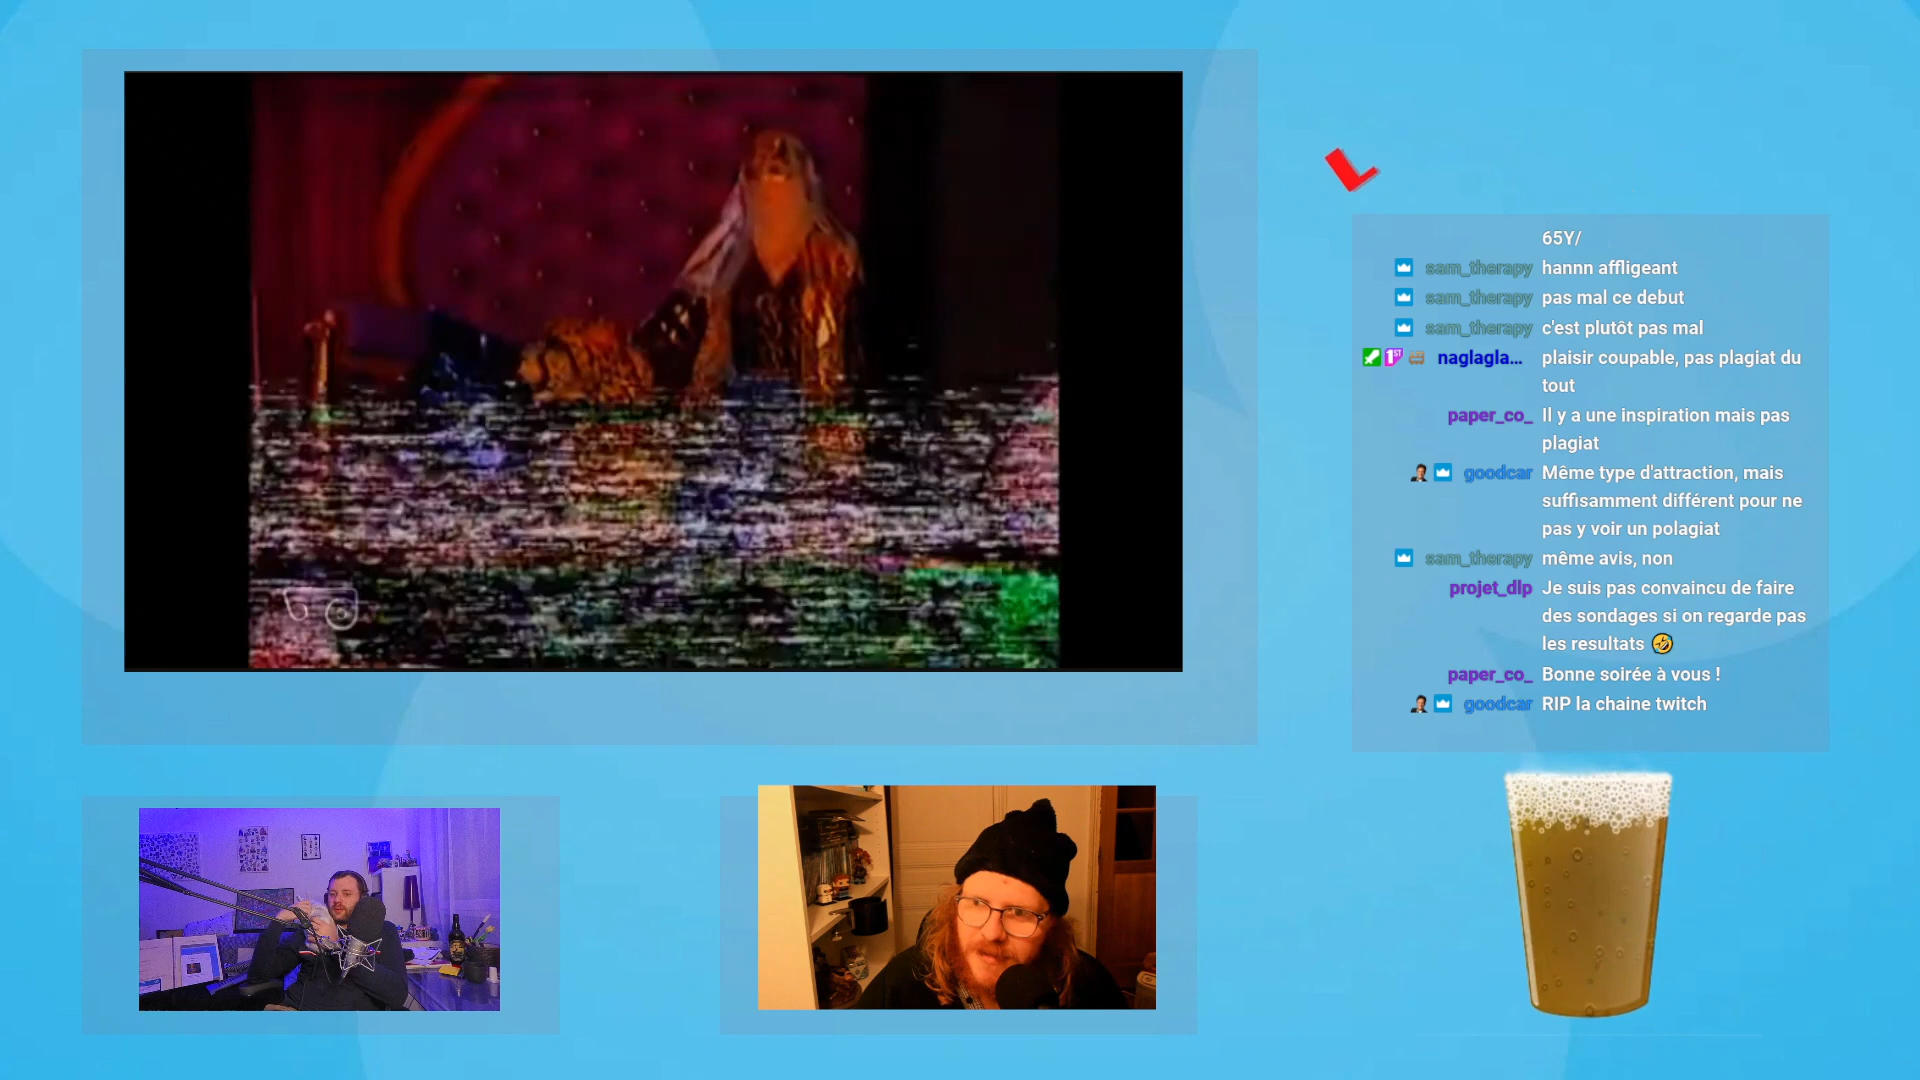 65Y/
sam_therapy hannn affligeant
sam_therapy pas mal ce debut
sam_therapy c'est plutôt pas mal
naglagla... plaisir coupable, pas plagiat du
tout
paper_co_ Il y a une inspiration mais pas
plagiat
goodcar Même type d'attraction, mais
suffisamment différent pour ne
pas y voir un polagiat
sam_therapy même avis, non
projet_dlp Je suis pas convaincu de faire
des sondages si on regarde pas
les resultats 🤣
paper_co_ Bonne soirée à vous !
goodcar RIP la chaine twitch